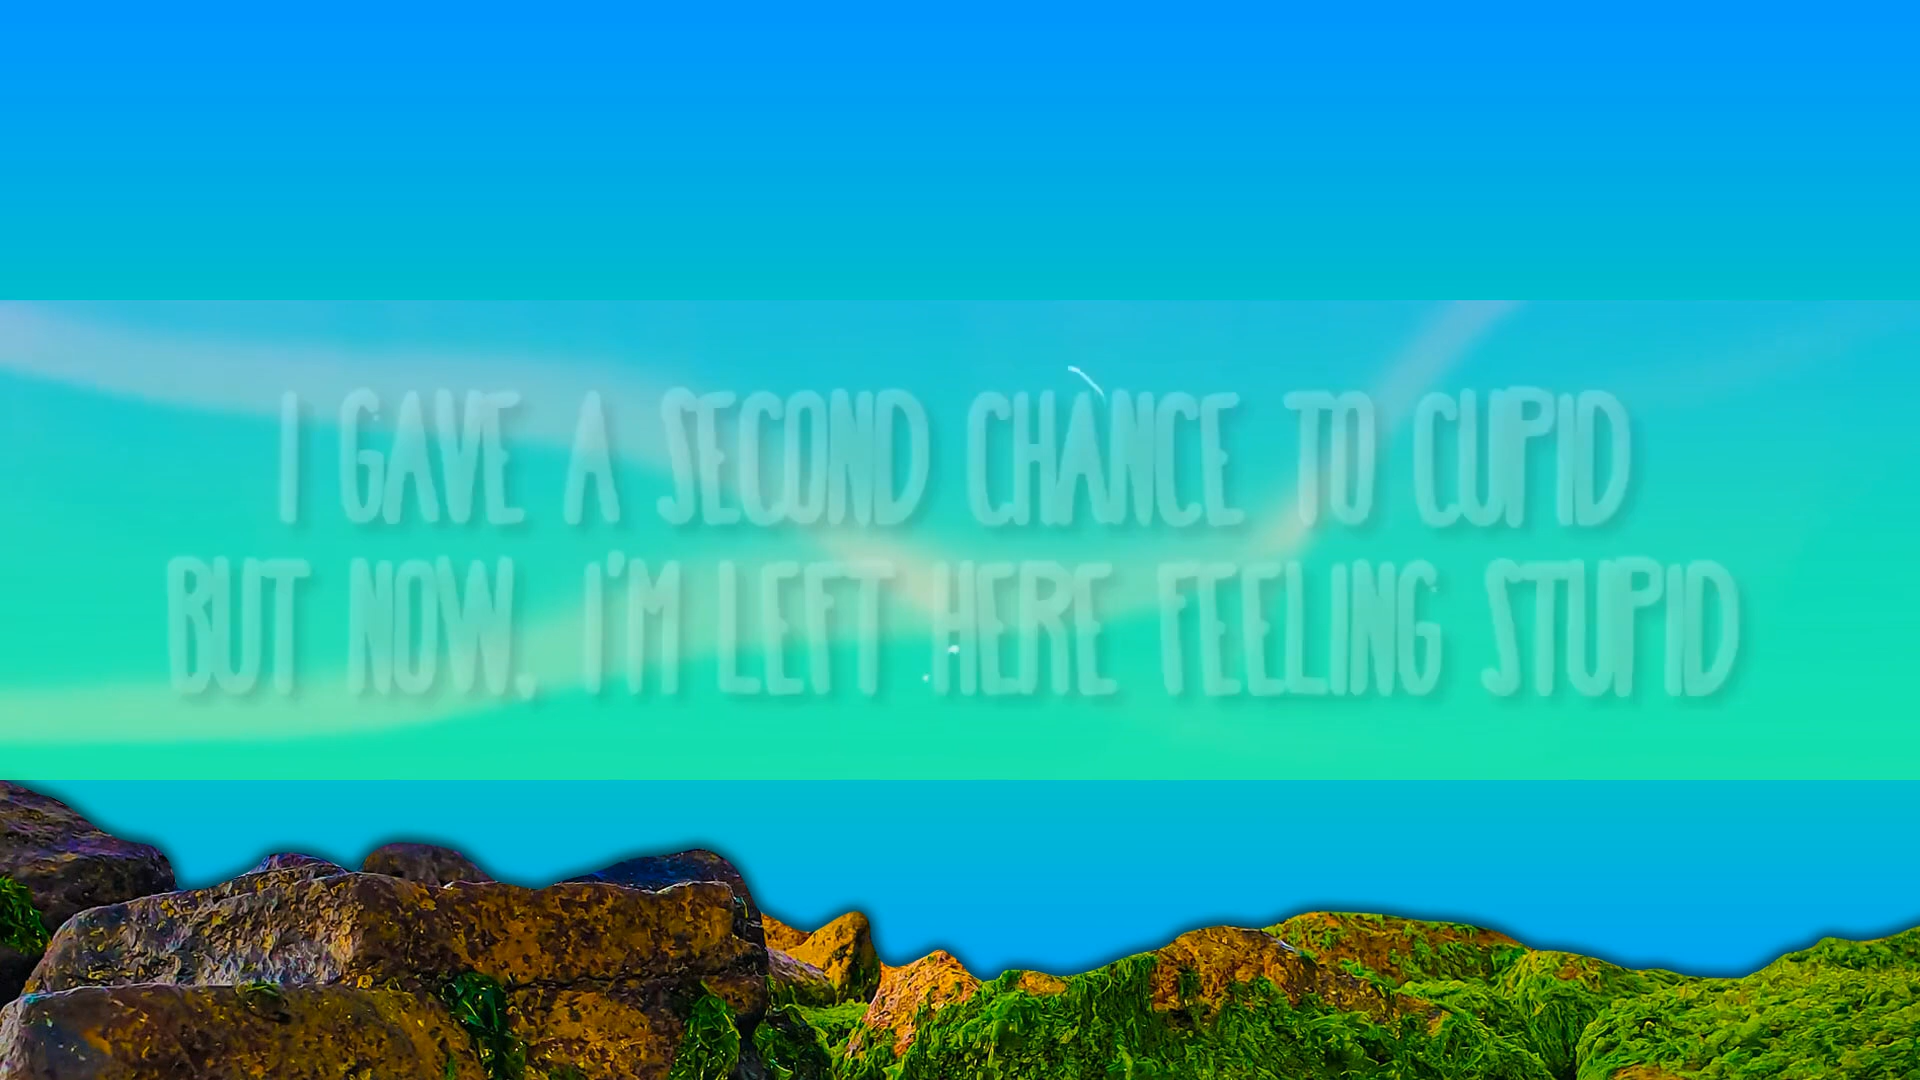 I GAVE A SECOND CHANCE TO CUPID
BUT NOW, I'M LEFT HERE FEELING STUPID